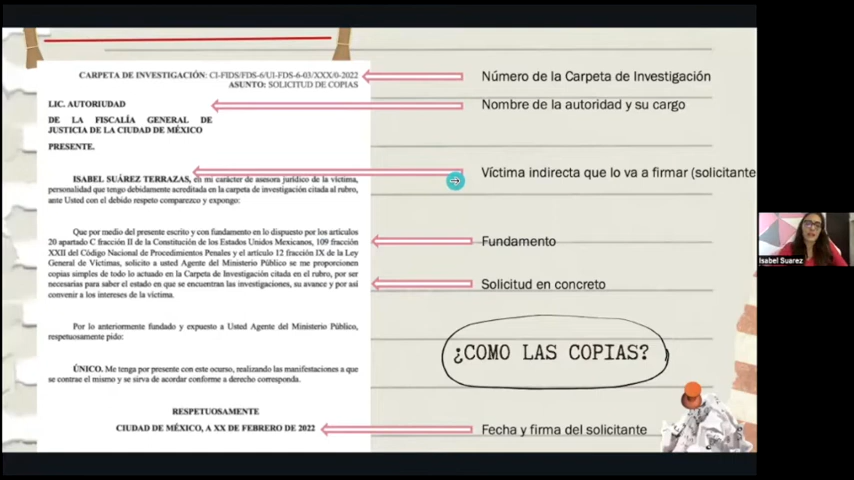 CARPETA DE INVESTIGACIÓN: CI-FIDS/FDS-6/UI-FDS-6-03/XXX/0-2022
ASUNTO: SOLICITUD DE COPIAS
LIC. AUTORIUDAD
DE LA FISCALÍA GENERAL DE
JUSTICIA DE LA CIUDAD DE MÉXICO
PRESENTE.
ISABEL SUÁREZ TERRAZAS, en mi carácter de asesora jurídico de la víctima,
personalidad que tengo debidamente acreditada en la carpeta de investigación citada al rubro,
ante Usted con el debido respeto comparezco y expongo:
Que por medio del presente escrito y con fundamento en lo dispuesto por los artículos
20 apartado C fracción II de la Constitución de los Estados Unidos Mexicanos, 109 fracción
XXII del Código Nacional de Procedimientos Penales y el artículo 12 fracción IX de la Ley
General de Víctimas, solicito a usted Agente del Ministerio Público se me proporcionen
copias simples de todo lo actuado en la Carpeta de Investigación citada en el rubro, por ser
necesarias para saber el estado en que se encuentran las investigaciones, su avance y por así
convenir a los intereses de la víctima.
Por lo anteriormente fundado y expuesto a Usted Agente del Ministerio Público,
respetuosamente pido:
ÚNICO. Me tenga por presente con este ocurso, realizando las manifestaciones a que
se contrae el mismo y se sirva de acordar conforme a derecho corresponda.
RESPETUOSAMENTE
CIUDAD DE MÉXICO, A XX DE FEBRERO DE 2022
Número de la Carpeta de Investigación
Nombre de la autoridad y su cargo
Víctima indirecta que lo va a firmar (solicitante
Fundamento
Solicitud en concreto
¿COMO LAS COPIAS?
Fecha y firma del solicitante
Isabel Suarez